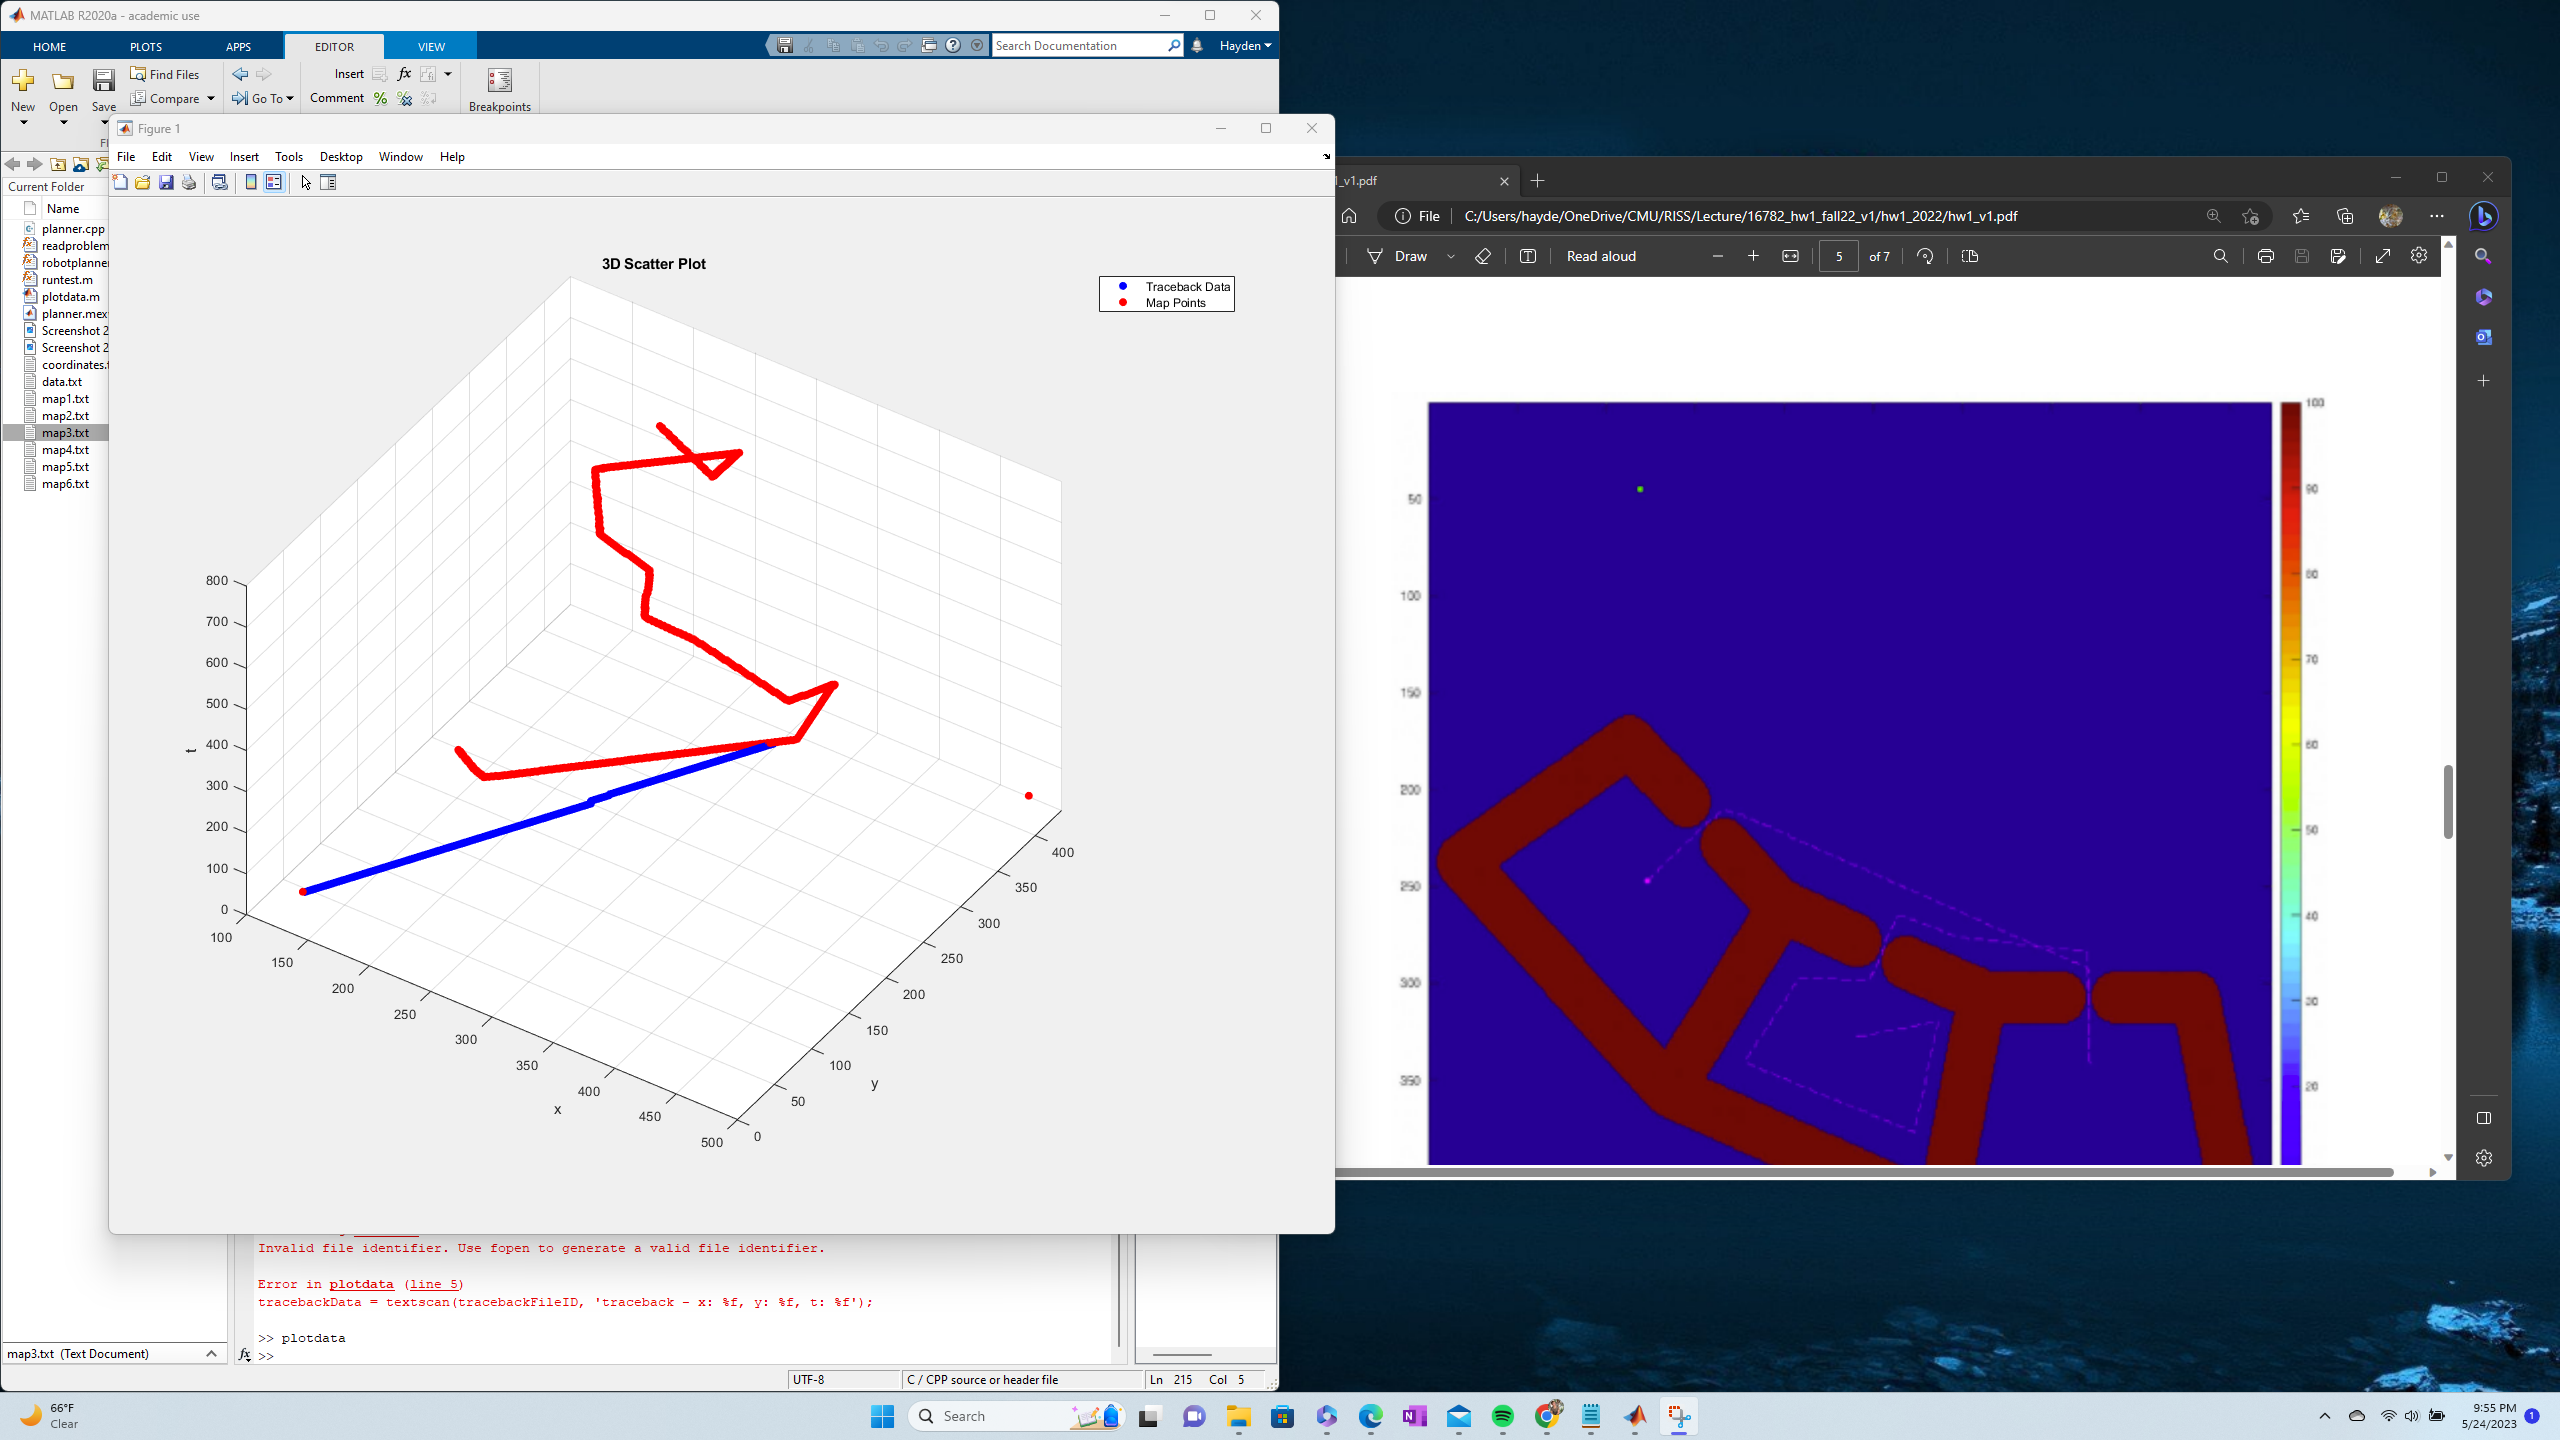 MATLAB R2020a - academic use
HOME PLOTS APPS EDITOR VIEW
Search Documentation
Hayden
New Open Save
Find Files
Compare
Go To
Insert
Comment
Breakpoints
Current Folder
Name
planner.cpp
readproblem
robotplanne
runtest.m
plotdata.m
planner.mex
Screenshot 2
Screenshot 2
coordinates.t
data.txt
map1.txt
map2.txt
map3.txt
map4.txt
map5.txt
map6.txt
Figure 1
File Edit View Insert Tools Desktop Window Help
3D Scatter Plot
Traceback Data
Map Points
800
700
600
500
400
300
200
100
0
t
100
150
200
250
300
350
400
450
500
x
0
50
100
150
200
250
300
350
400
y
Invalid file identifier. Use fopen to generate a valid file identifier.
Error in plotdata (line 5)
tracebackData = textscan(tracebackFileID, 'traceback - x: %f, y: %f, t: %f');
>> plotdata
>>
map3.txt (Text Document)
UTF-8
C / CPP source or header file
Ln 215 Col 5
1_v1.pdf
File
C:/Users/hayde/OneDrive/CMU/RISS/Lecture/16782_hw1_fall22_v1/hw1_2022/hw1_v1.pdf
Draw
Read aloud
5 of 7
50
100
150
200
250
300
350
100
90
80
70
60
50
40
30
20
66°F
Clear
Search
9:55 PM
5/24/2023
1